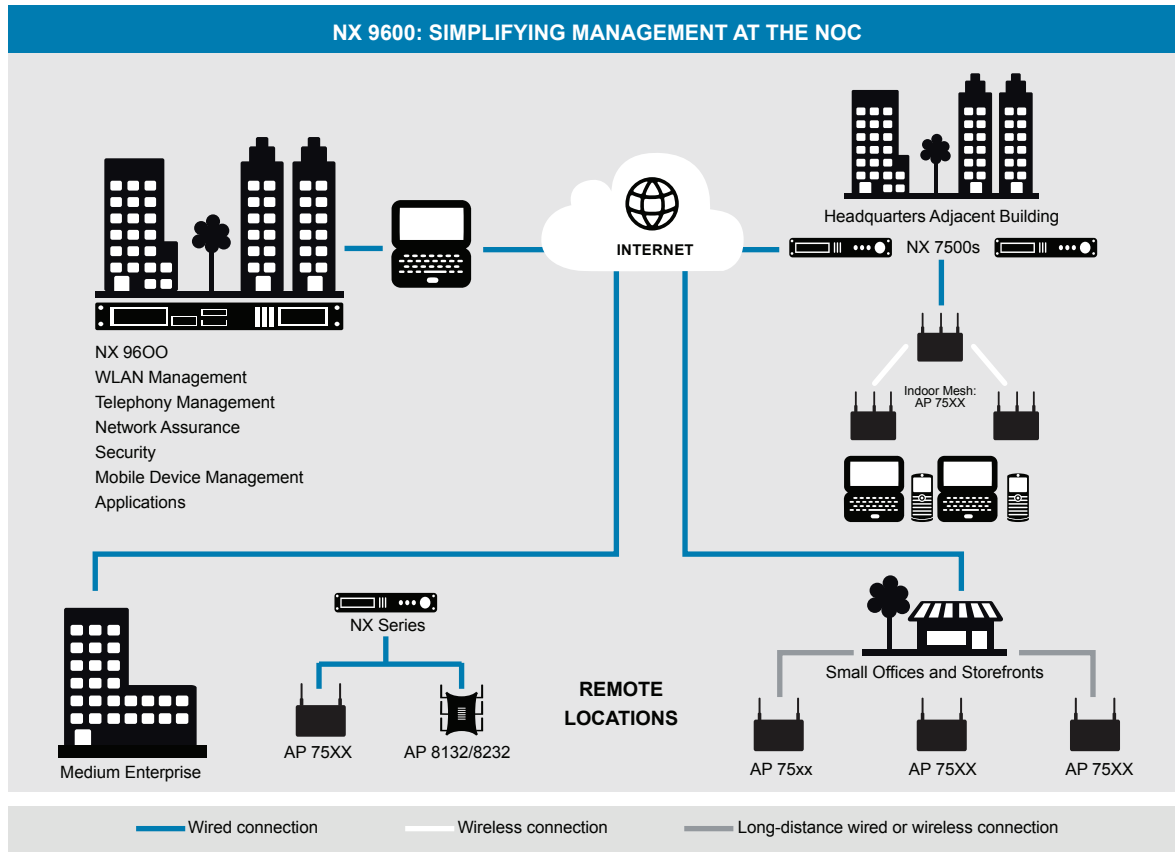 NX 9600: SIMPLIFYING MANAGEMENT AT THE NOC
INTERNET
Headquarters Adjacent Building
NX 7500s
Indoor Mesh:
AP 75XX
NX 96OO
WLAN Management
Telephony Management
Network Assurance
Security
Mobile Device Management
Applications
NX Series
AP 75XX
AP 8132/8232
Medium Enterprise
REMOTE
LOCATIONS
Small Offices and Storefronts
AP 75xx
AP 75XX
AP 75XX
Wired connection
Wireless connection
Long-distance wired or wireless connection